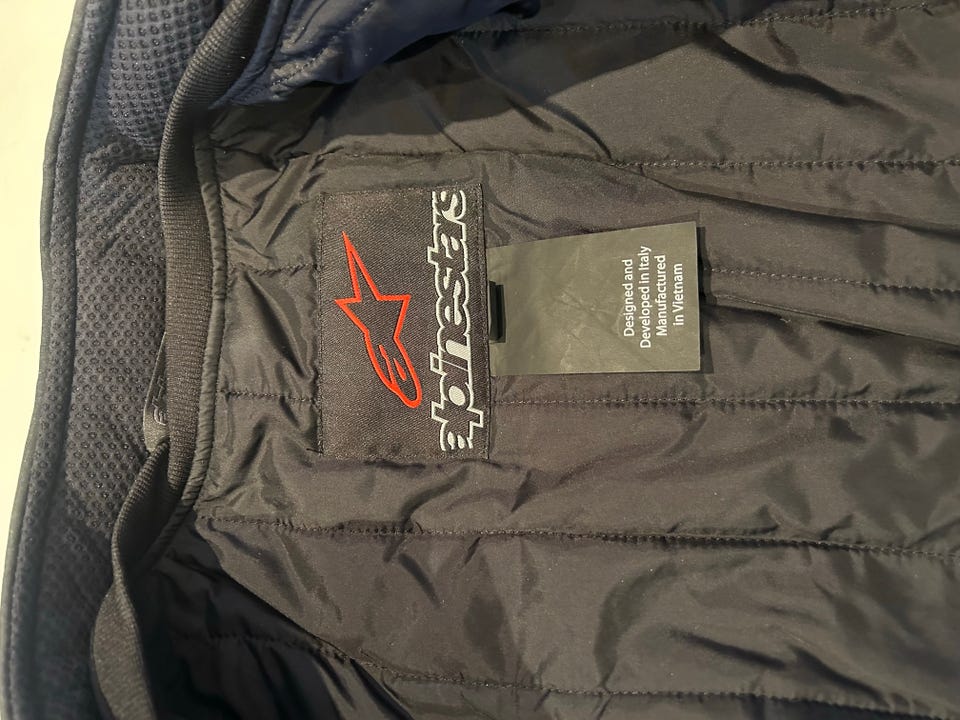 alpinestars
Designed and
Developed in Italy
Manufactured
in Vietnam